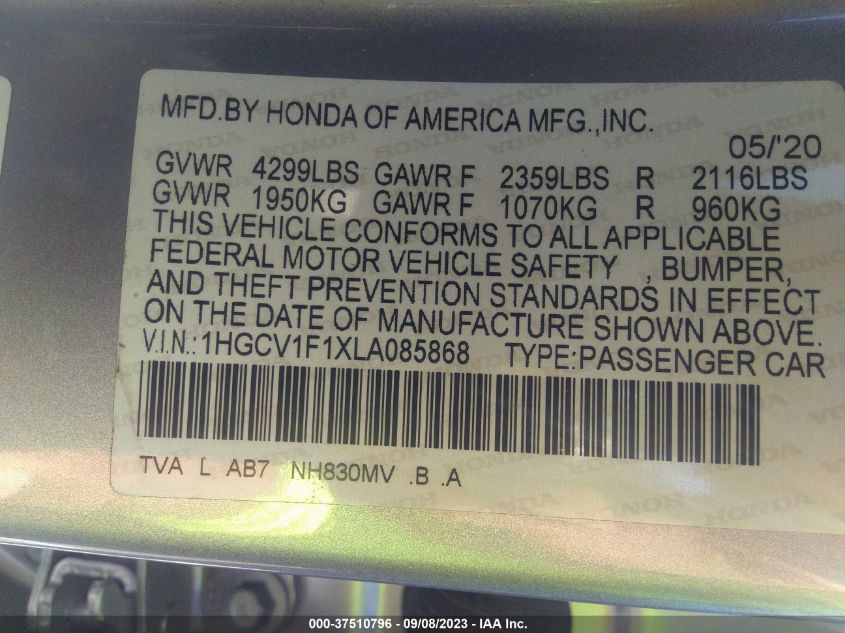 MFD.BY HONDA OF AMERICA MFG.,INC.
05/'20
GVWR 4299LBS GAWR F 2359LBS R 2116LBS
GVWR 1950KG GAWR F 1070KG R 960KG
THIS VEHICLE CONFORMS TO ALL APPLICABLE
FEDERAL MOTOR VEHICLE SAFETY , BUMPER,
AND THEFT PREVENTION STANDARDS IN EFFECT
ON THE DATE OF MANUFACTURE SHOWN ABOVE.
V.I.N.:1HGCV1F1XLA085868 TYPE:PASSENGER CAR
TVA L AB7 NH830MV .B .A
000-37510796 - 09/08/2023 - IAA Inc.